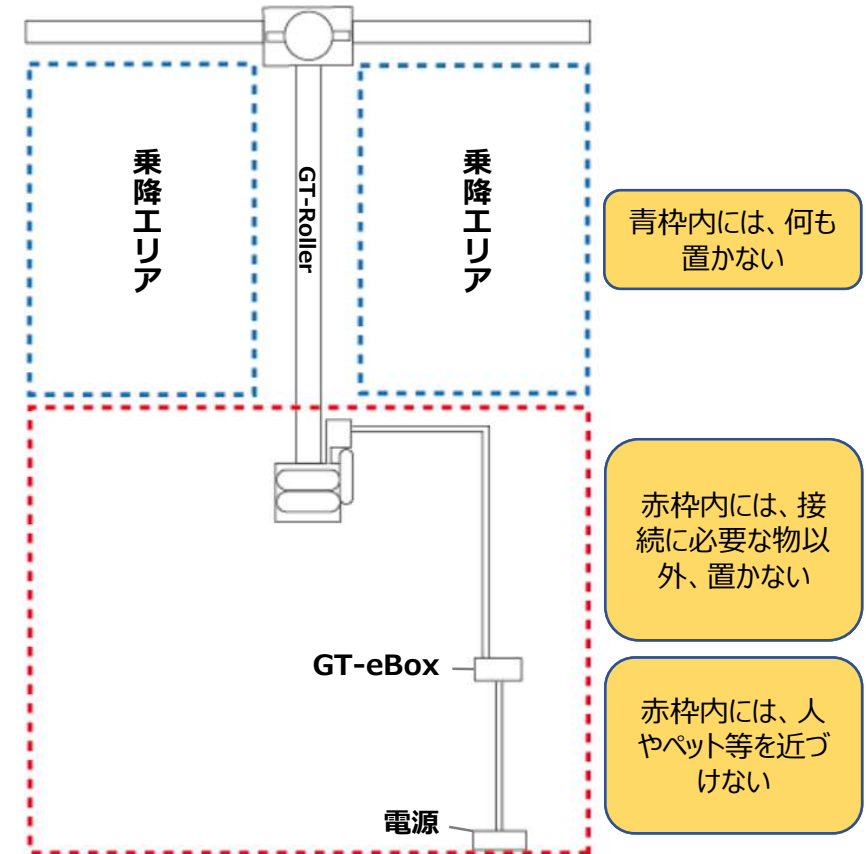 乗降エリア
GT-Roller
乗降エリア
青枠内には、何も
置かない
赤枠内には、接
続に必要な物以
外、置かない
GT-eBox
赤枠内には、人
やペット等を近づ
けない
電源